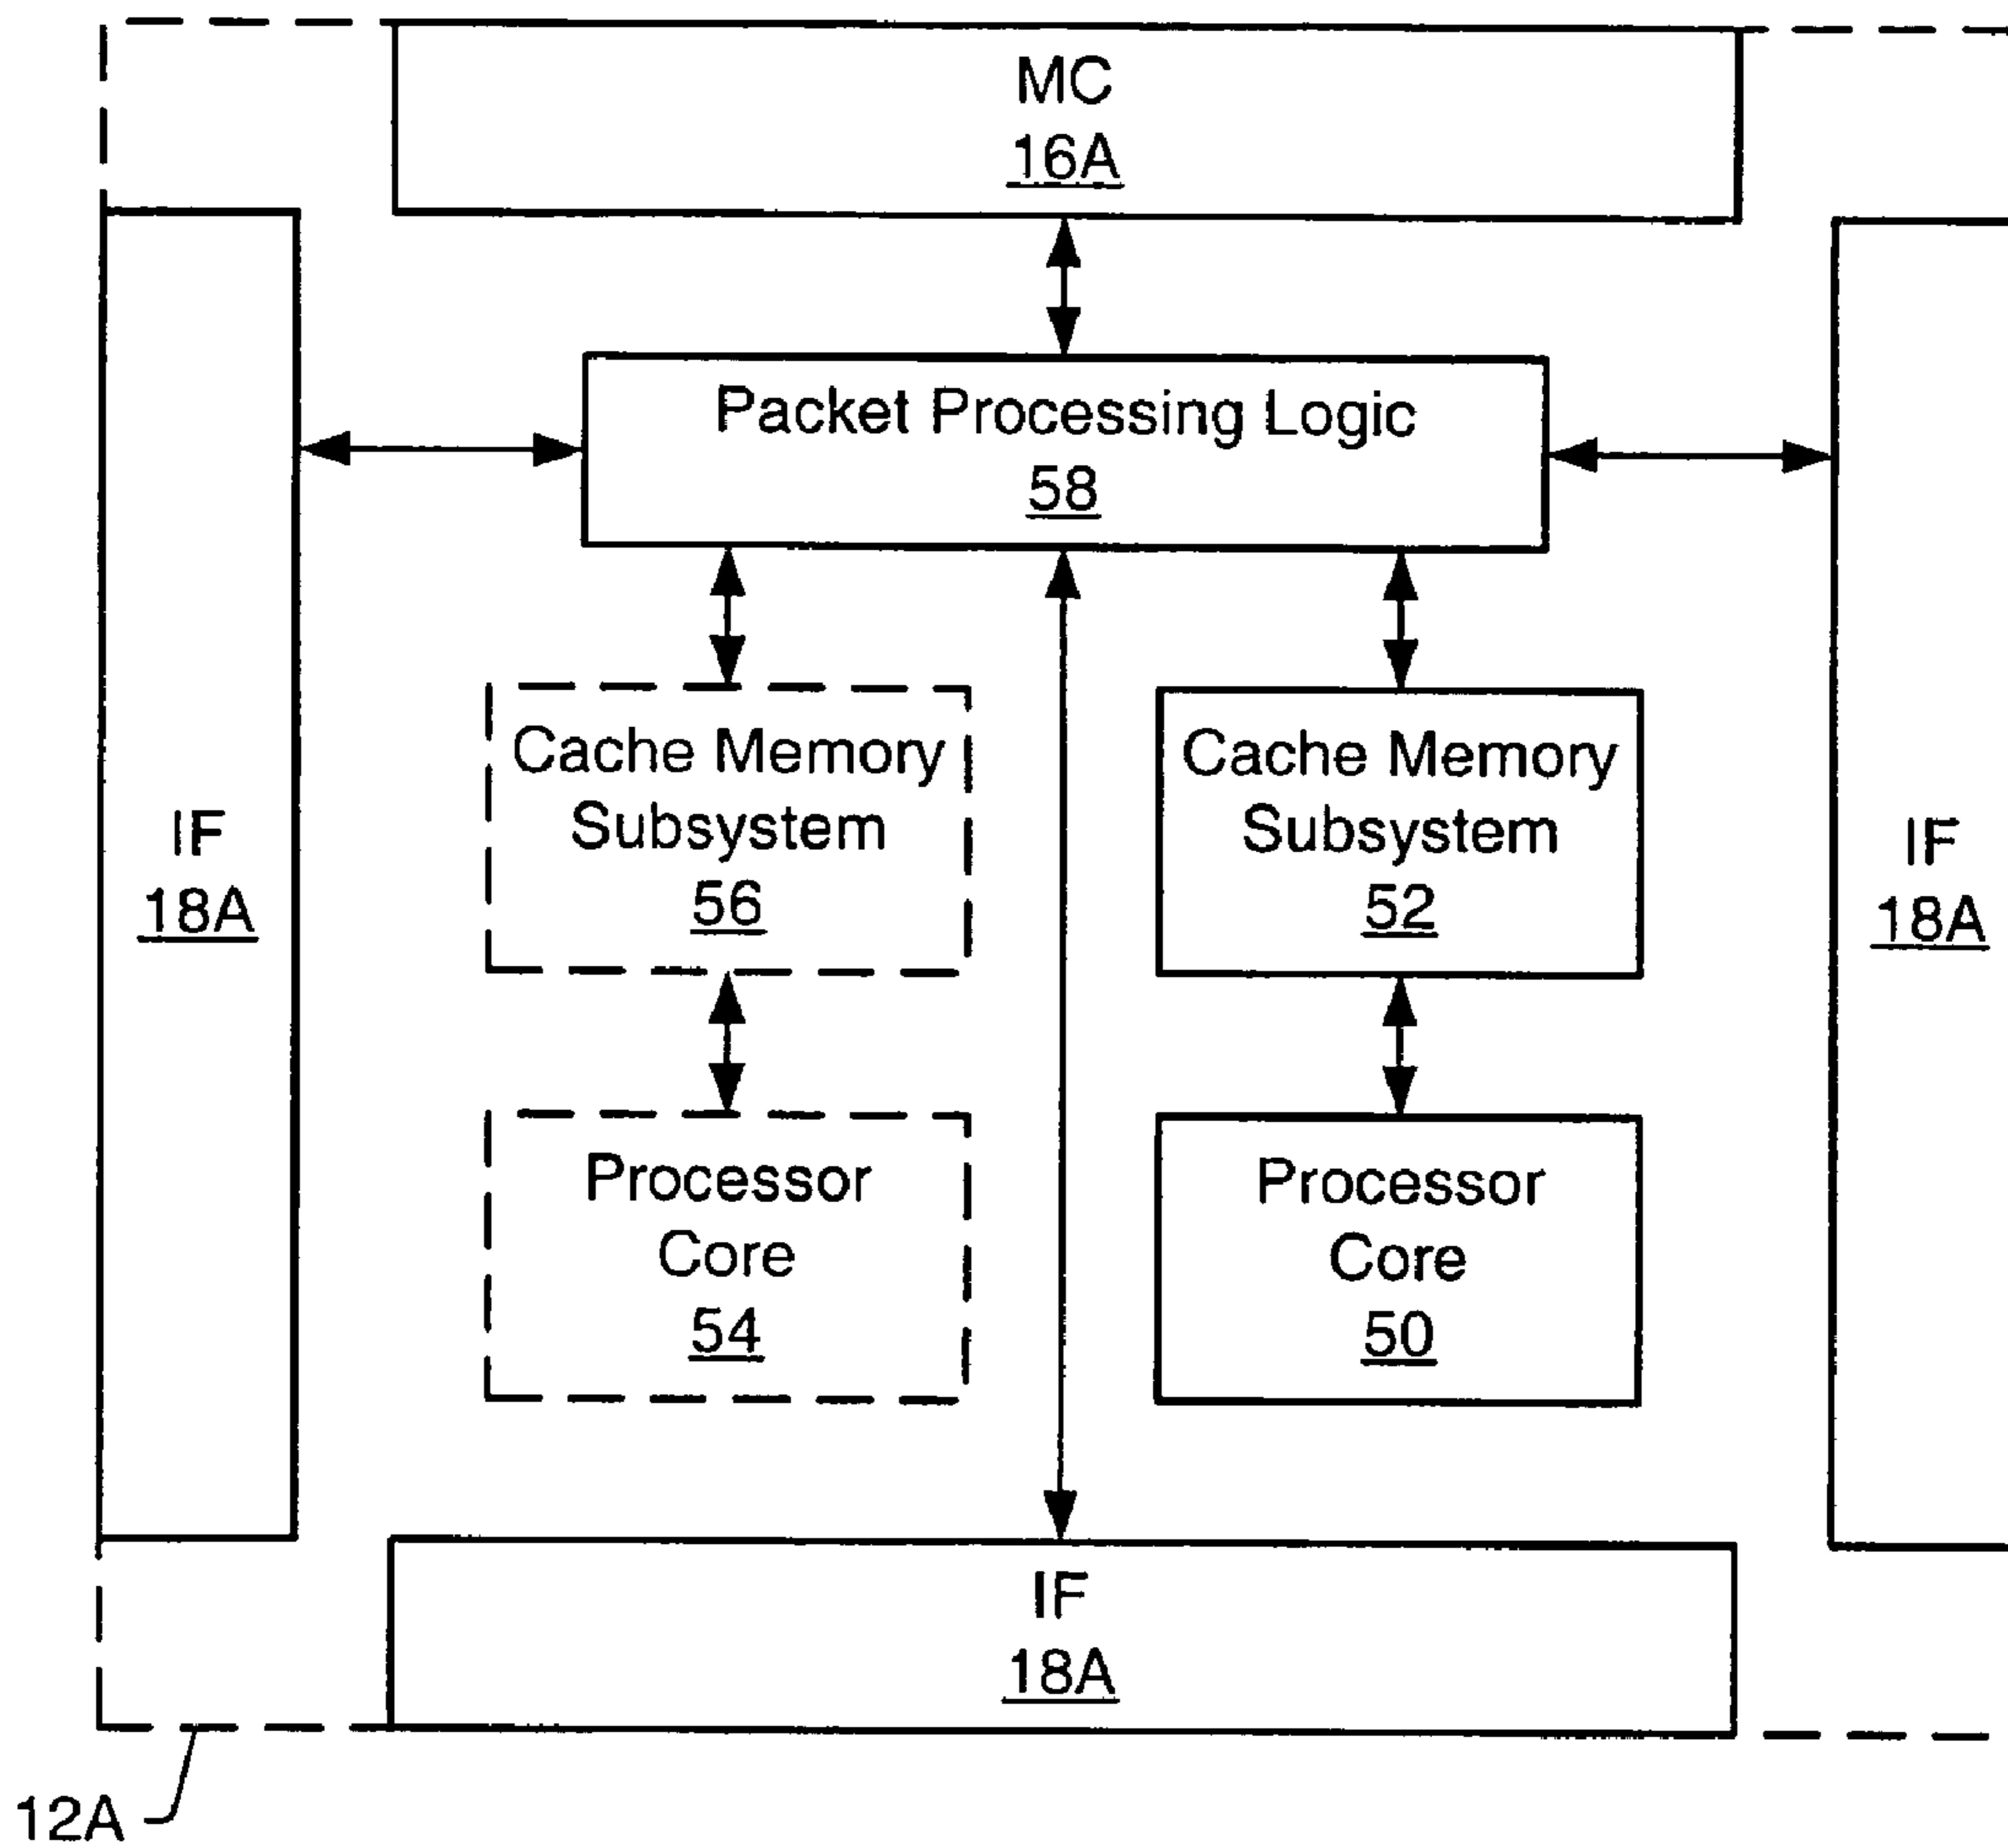 MC
16A
Packet Processing Logic
58
Cache Memory
Subsystem
56
Cache Memory
Subsystem
52
IF
18A
IF
18A
Processor
Core
54
Processor
Core
50
IF
18A
12A